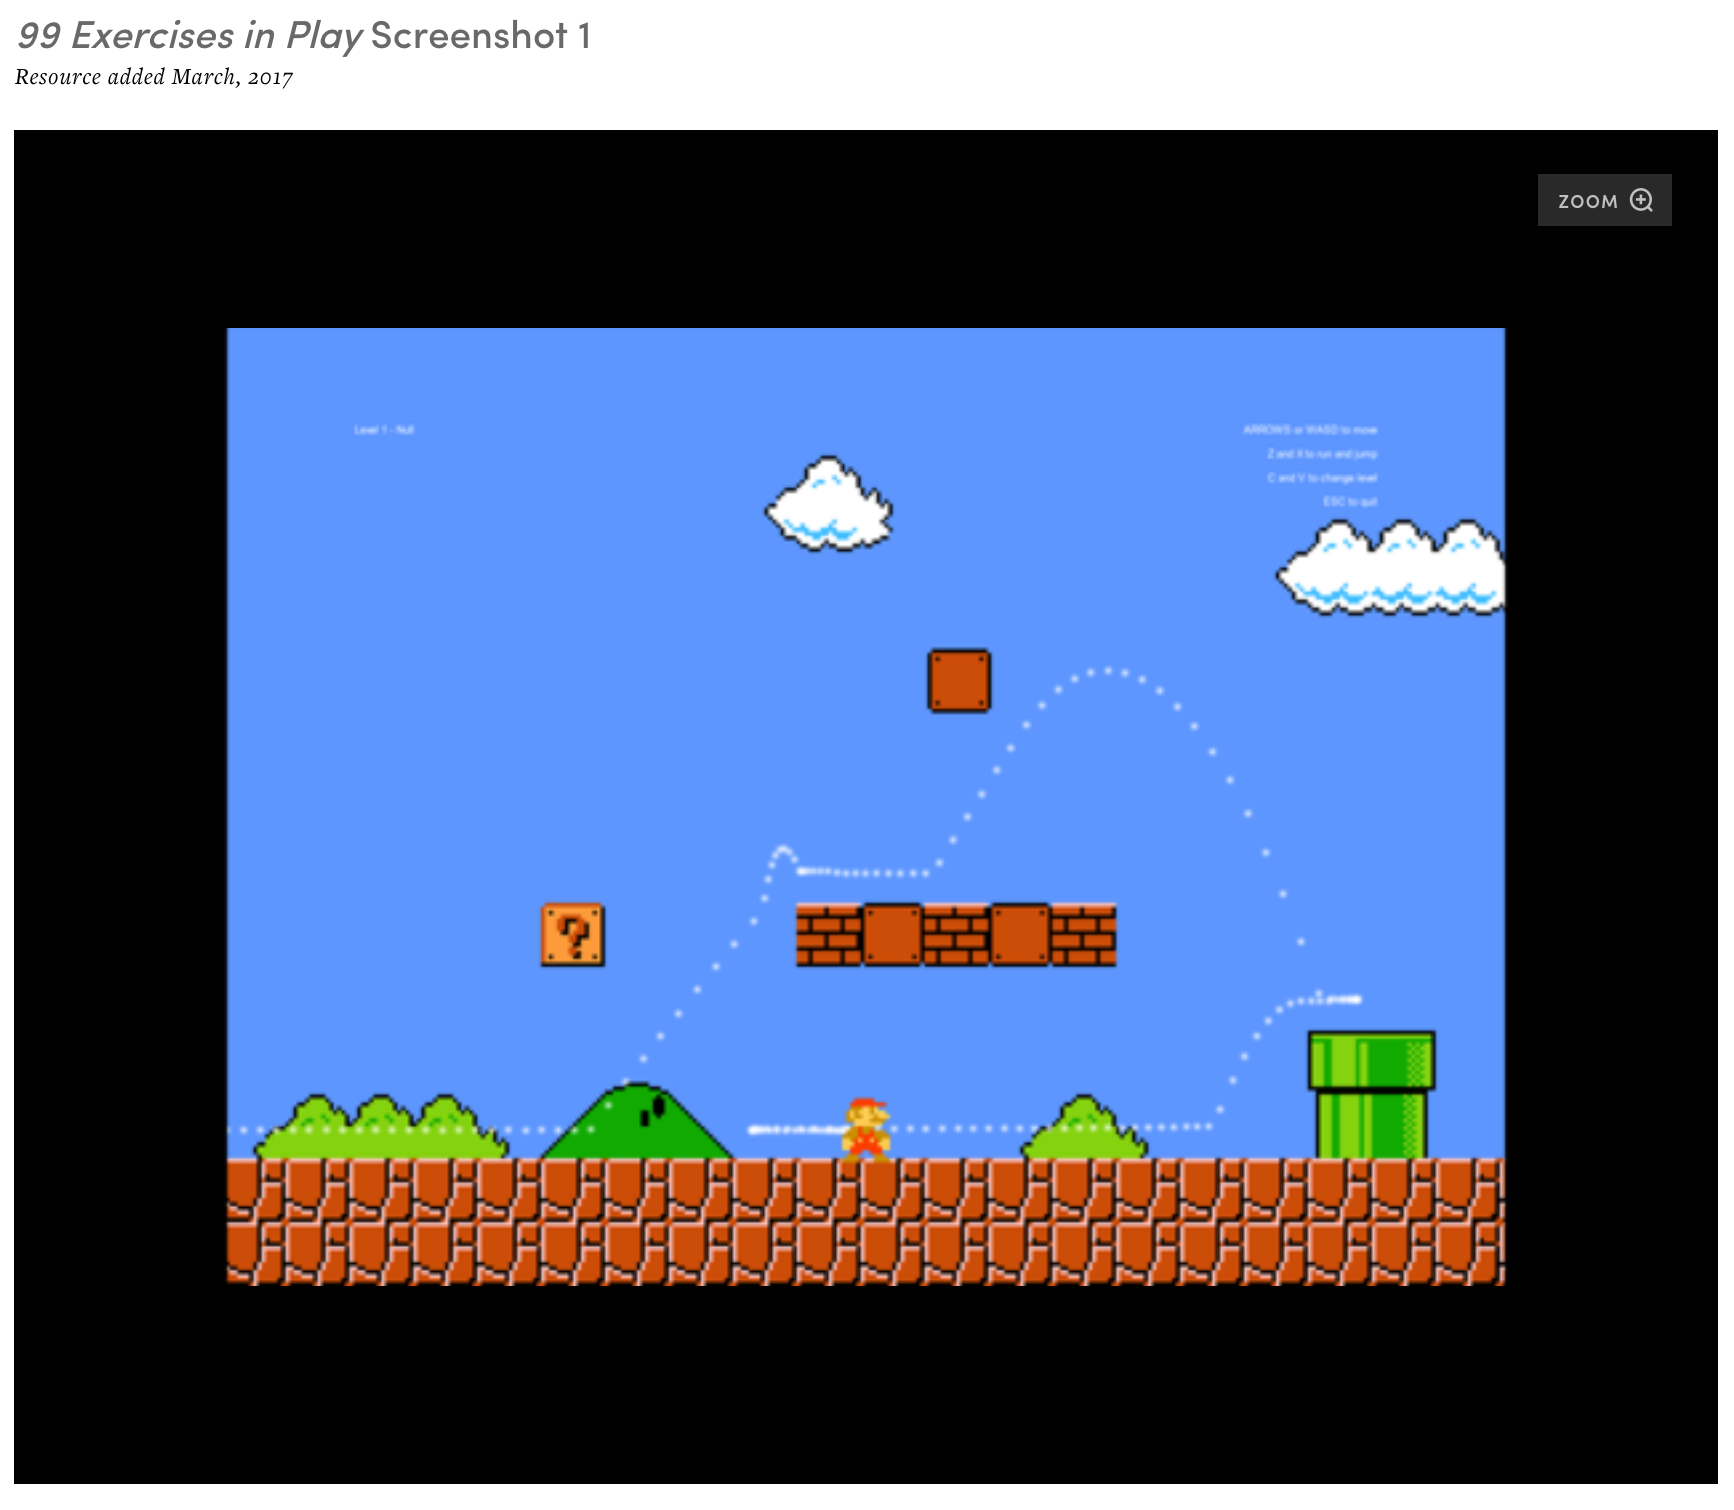 99 Exercises in Play Screenshot 1
Resource added March, 2017
ZOOM
Level 1 - Null
ARROWS or WASD to move
Z and X to run and jump
C and V to change level
ESC to quit
?